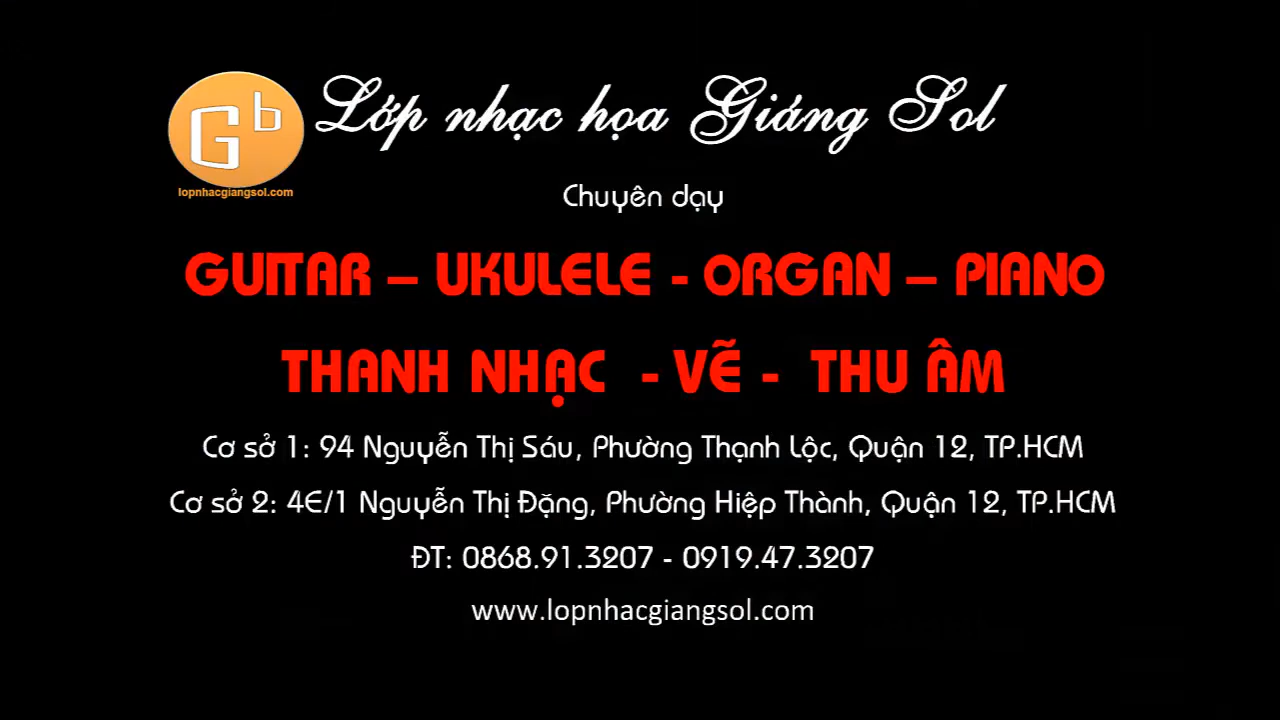 Gb
Lớp nhạc họa Giáng Sol
lopnhacgiangsol.com
Chuyên dạy
GUITAR – UKULELE - ORGAN – PIANO
THANH NHẠC - VẼ - THU ÂM
Cơ sở 1: 94 Nguyễn Thị Sáu, Phường Thạnh Lộc, Quận 12, TP.HCM
Cơ sở 2: 4E/1 Nguyễn Thị Đặng, Phường Hiệp Thành, Quận 12, TP.HCM
ĐT: 0868.91.3207 - 0919.47.3207
www.lopnhacgiangsol.com